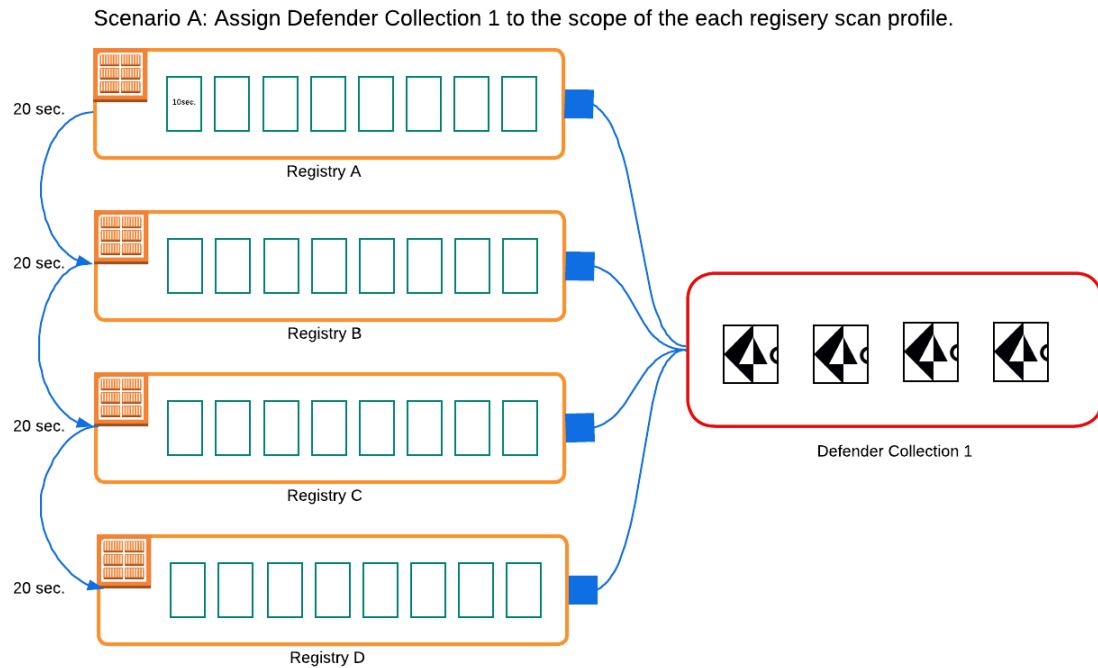 Scenario A: Assign Defender Collection 1 to the scope of the each regisery scan profile.
20 sec.
10sec.
Registry A
20 sec.
Registry B
20 sec.
Registry C
Defender Collection 1
20 sec.
Registry D